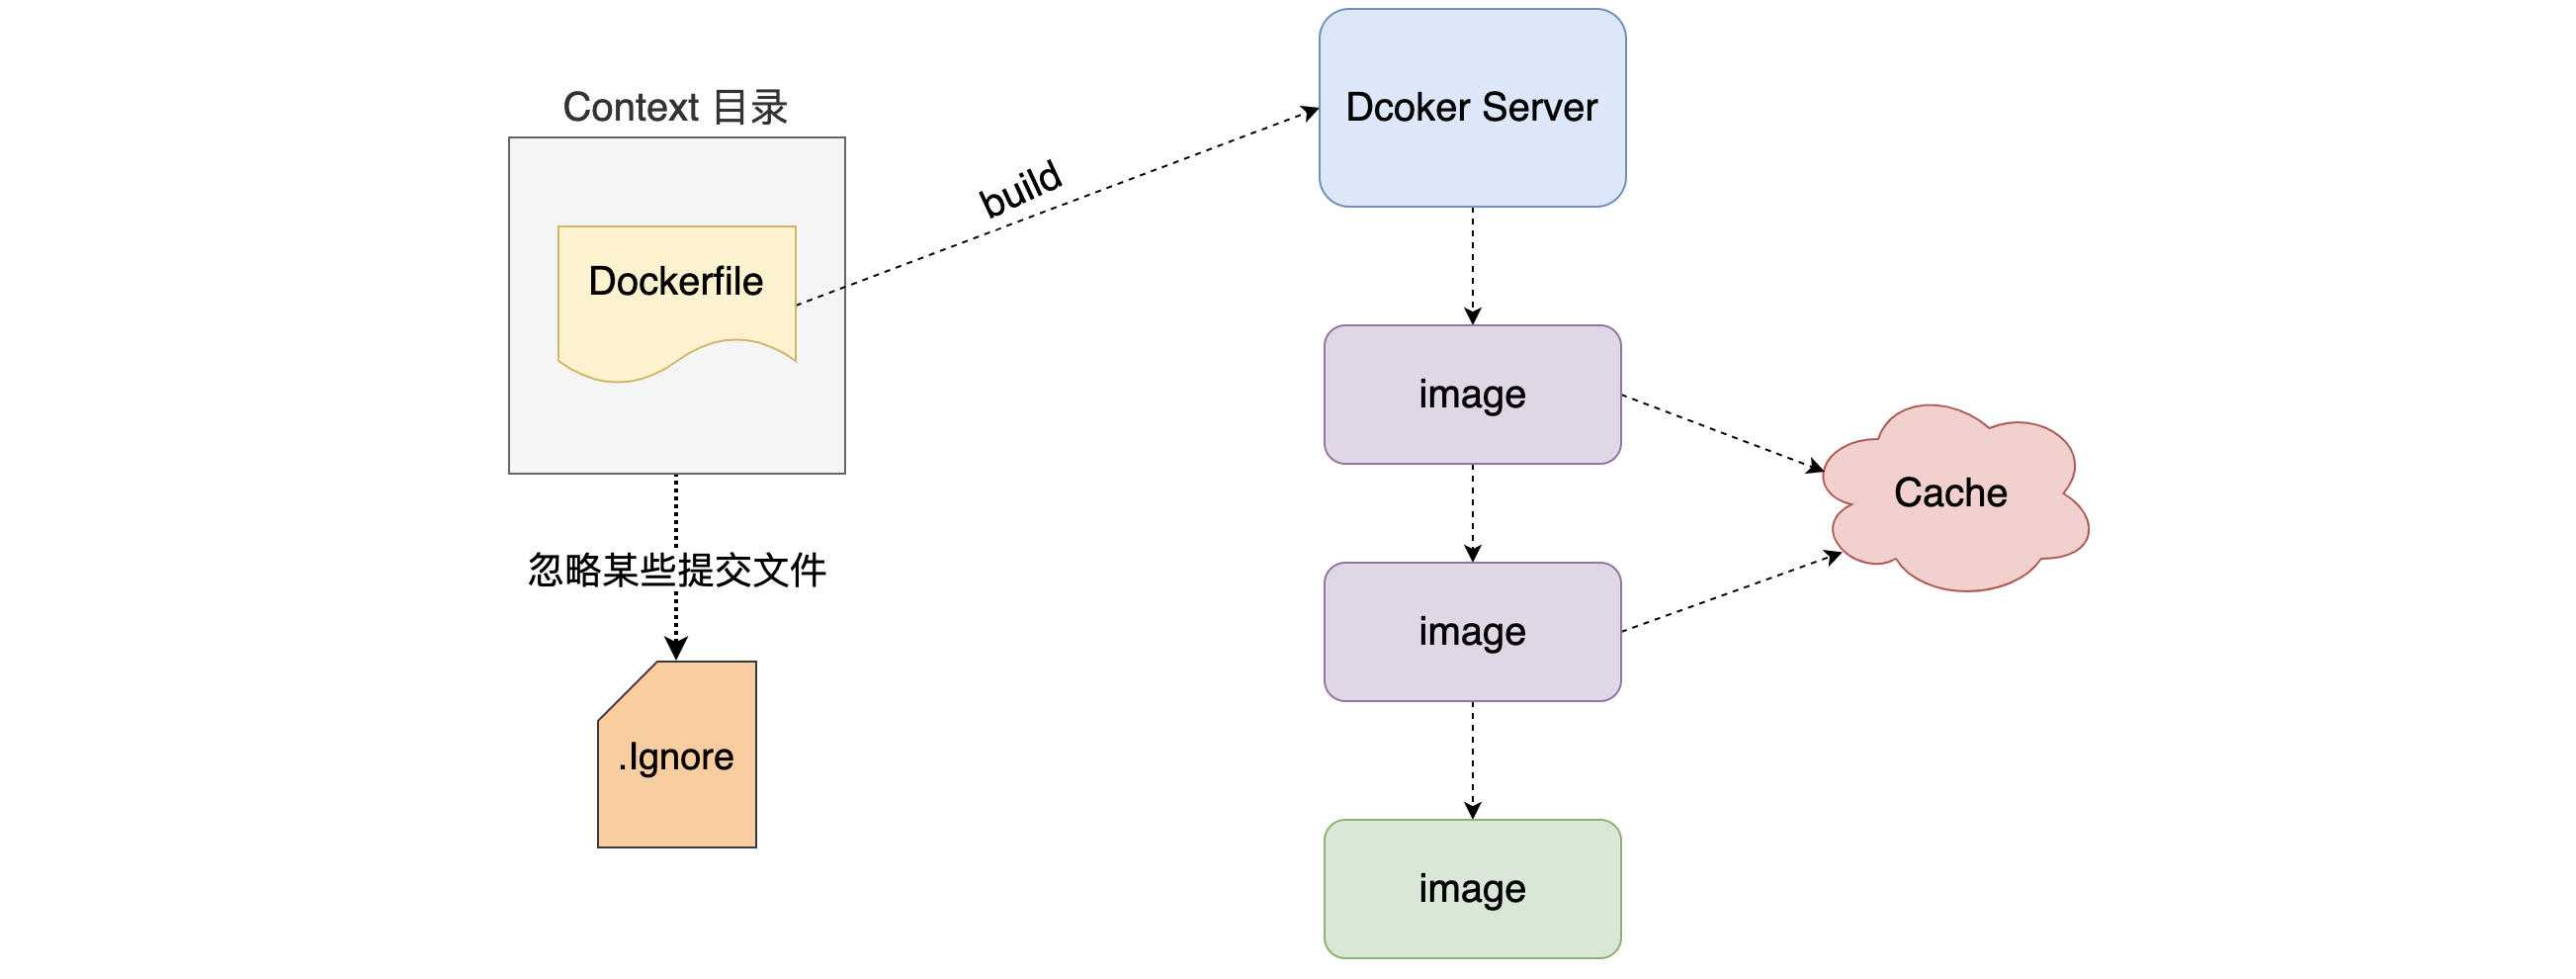 Context 目录
Dockerfile
build
忽略某些提交文件
.Ignore
Dcoker Server
image
image
image
Cache